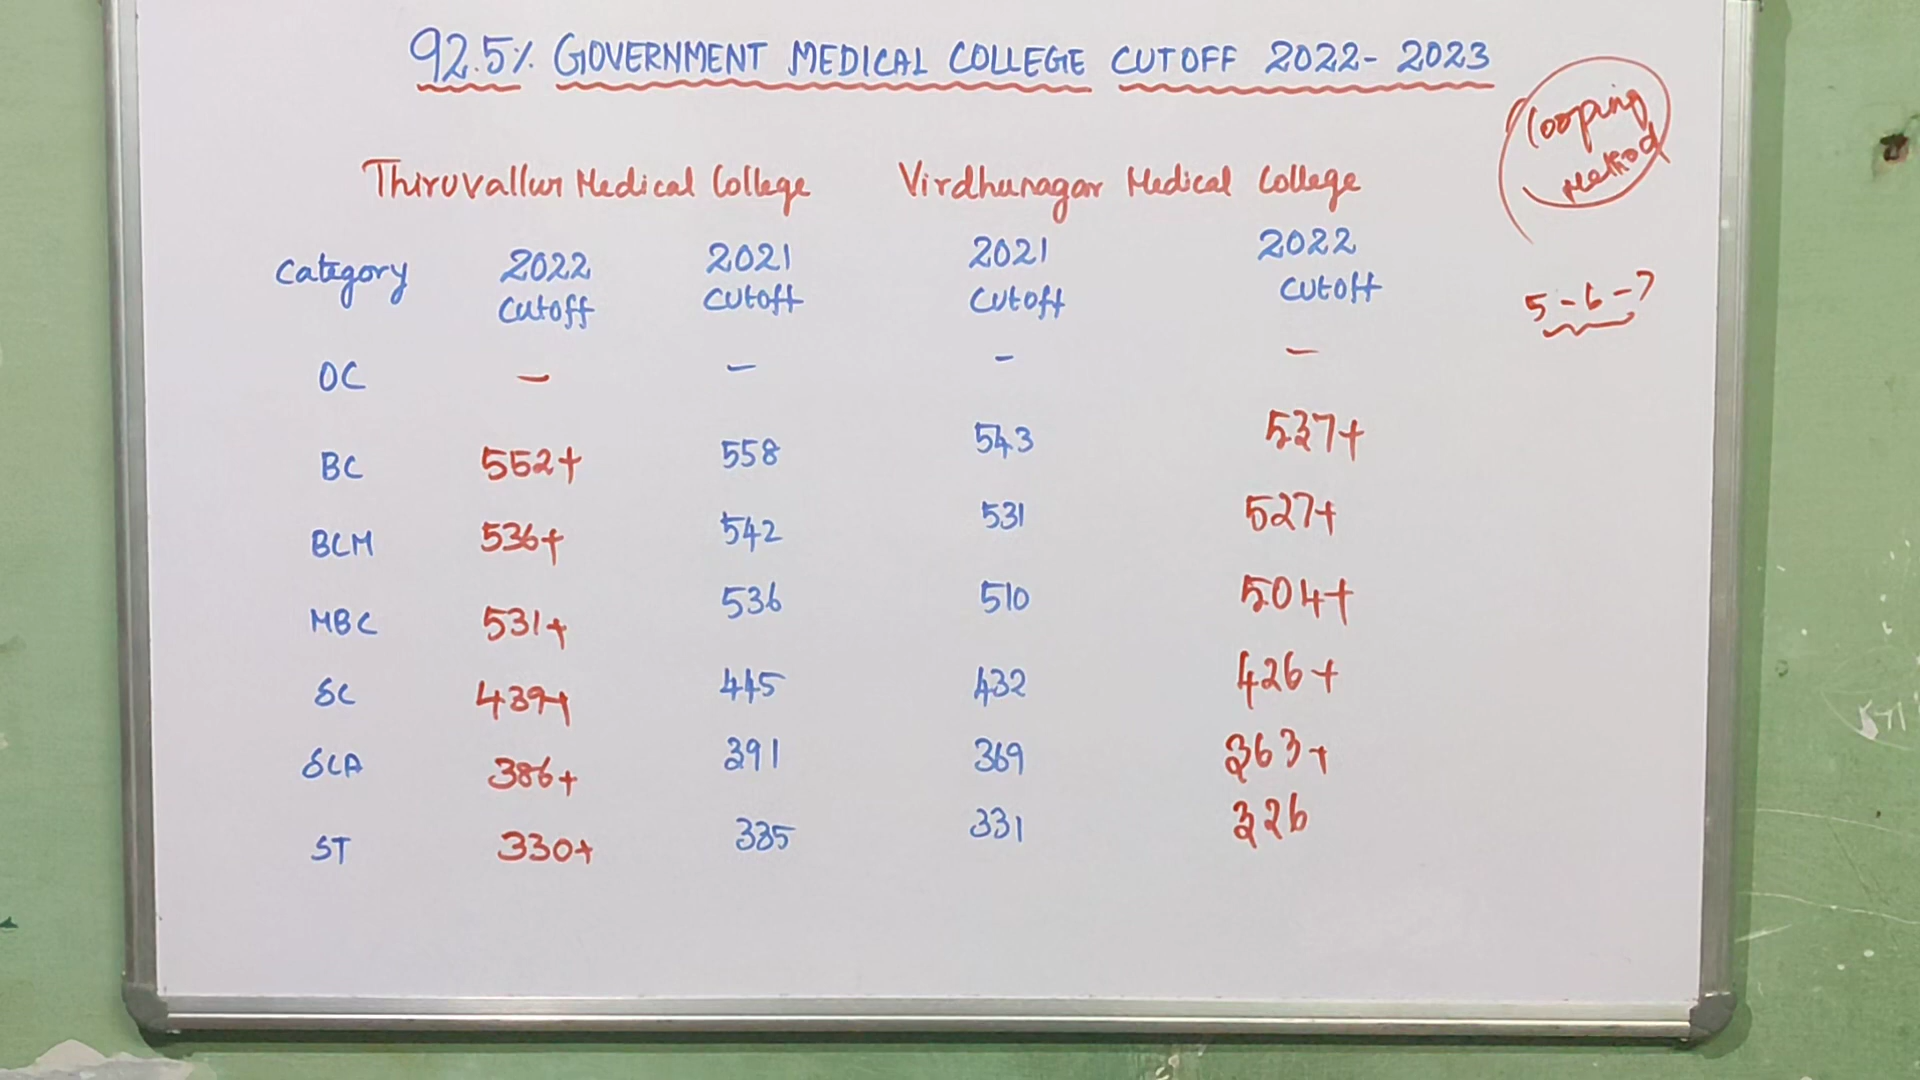 92.5% GOVERNMENT MEDICAL COLLEGE CUTOFF 2022- 2023
Looping
Method
Thiruvallur Medical College Virdhunagar Medical College
Category 2022 Cutoff 2021 Cutoff 2021 Cutoff 2022 Cutoff
5-6-7
OC - - - -
BC 552+ 558 543 537+
BCM 536+ 542 531 527+
MBC 531+ 536 510 504+
SC 439+ 445 432 426+
SCA 386+ 391 369 363+
ST 330+ 335 331 326